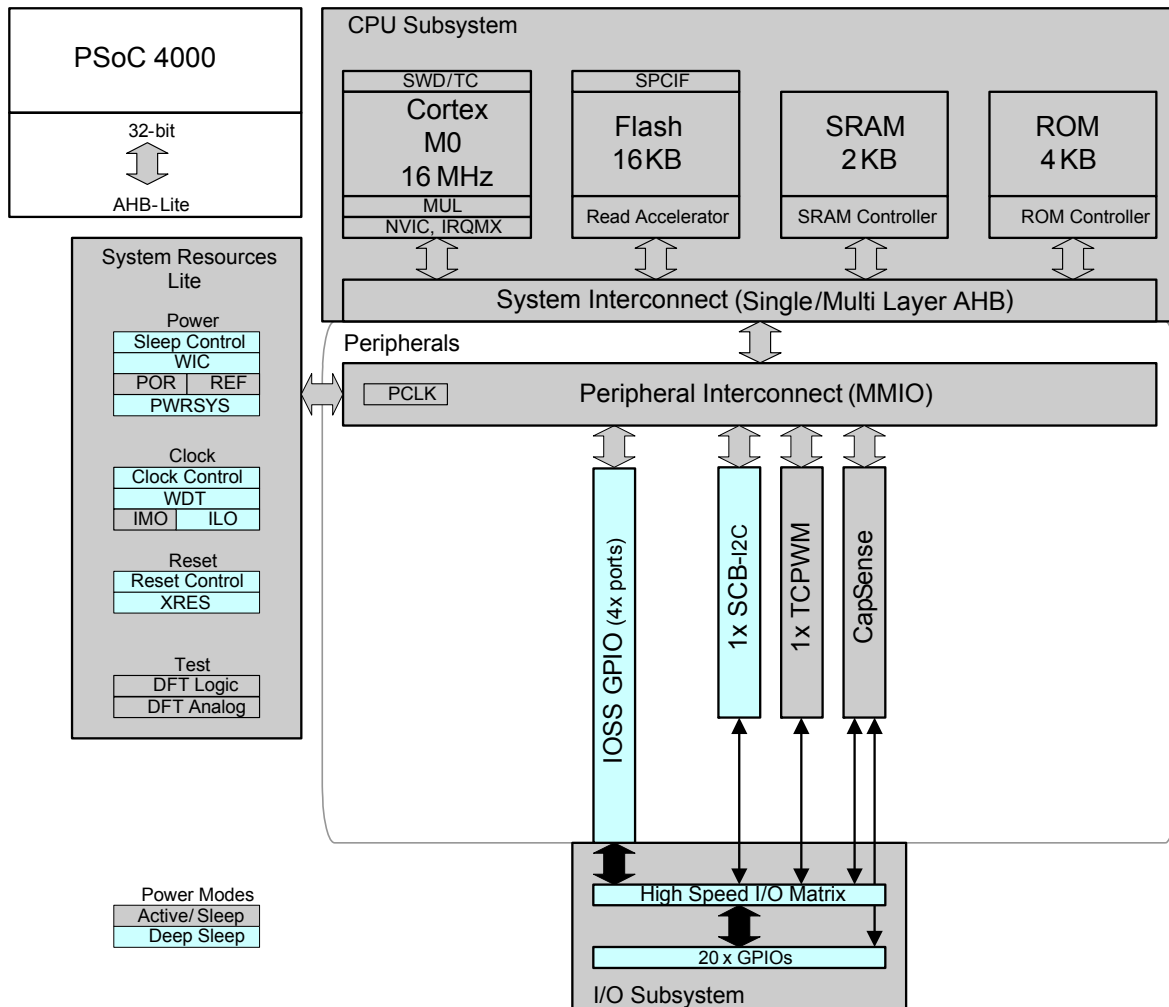 PSoC 4000
32-bit
AHB-Lite
CPU Subsystem
SWD/TC
Cortex
M0
16 MHz
MUL
NVIC, IRQMX
SPCIF
Flash
16 KB
Read Accelerator
SRAM
2 KB
SRAM Controller
ROM
4 KB
ROM Controller
System Interconnect (Single/Multi Layer AHB)
System Resources
Lite
Power
Sleep Control
WIC
POR REF
PWRSYS
Clock
Clock Control
WDT
IMO ILO
Reset
Reset Control
XRES
Test
DFT Logic
DFT Analog
Peripherals
PCLK
Peripheral Interconnect (MMIO)
IOSS GPIO (4x ports)
1x SCB-I2C
1x TCPWM
CapSense
High Speed I/O Matrix
20 x GPIOs
I/O Subsystem
Power Modes
Active/ Sleep
Deep Sleep